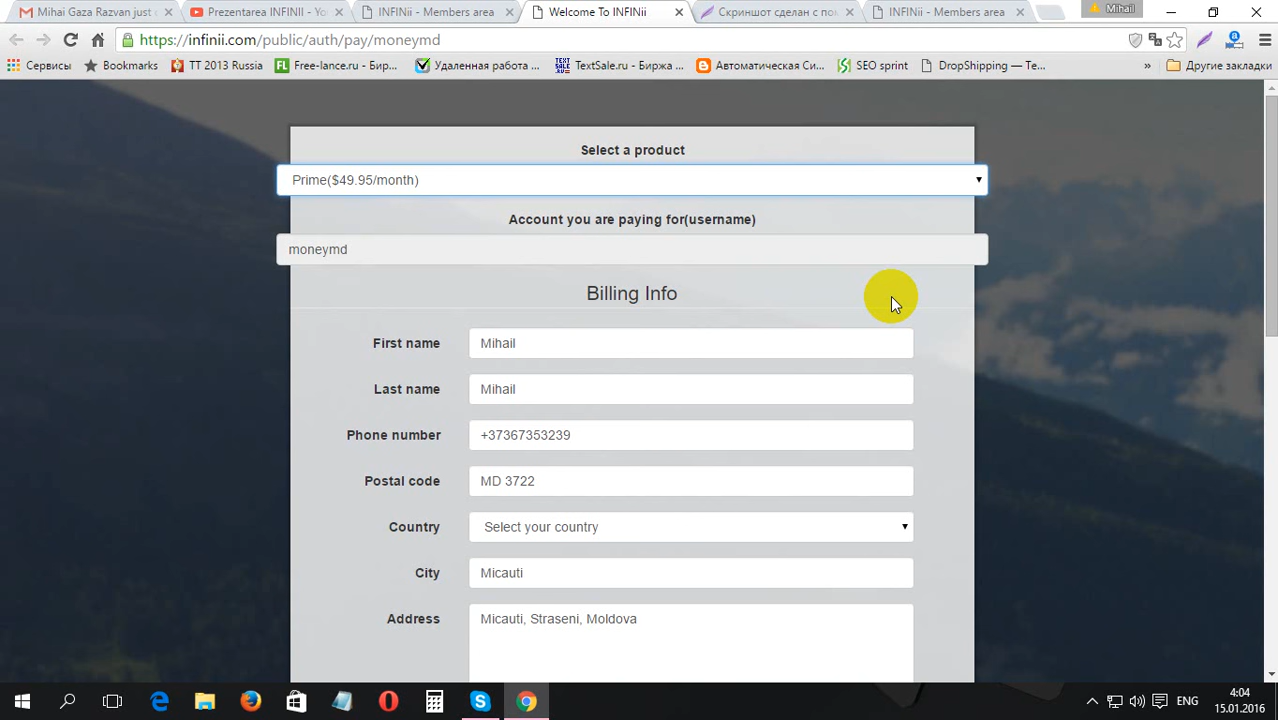 Mihai Gaza Razvan just c
Prezentarea INFINII - Yo
INFINii - Members area
Welcome To INFINii
Скриншот сделан с по
INFINii - Members area
Mihail
https://infinii.com/public/auth/pay/moneymd
Сервисы
Bookmarks
TT 2013 Russia
Free-lance.ru - Бир...
Удаленная работа ...
TextSale.ru - Биржа ...
Автоматическая Си...
SEO sprint
DropShipping — Te...
»
Другие закладки
Select a product
Prime($49.95/month)
Account you are paying for(username)
moneymd
Billing Info
First name
Mihail
Last name
Mihail
Phone number
+37367353239
Postal code
MD 3722
Country
Select your country
City
Micauti
Address
Micauti, Straseni, Moldova
ENG
4:04
15.01.2016